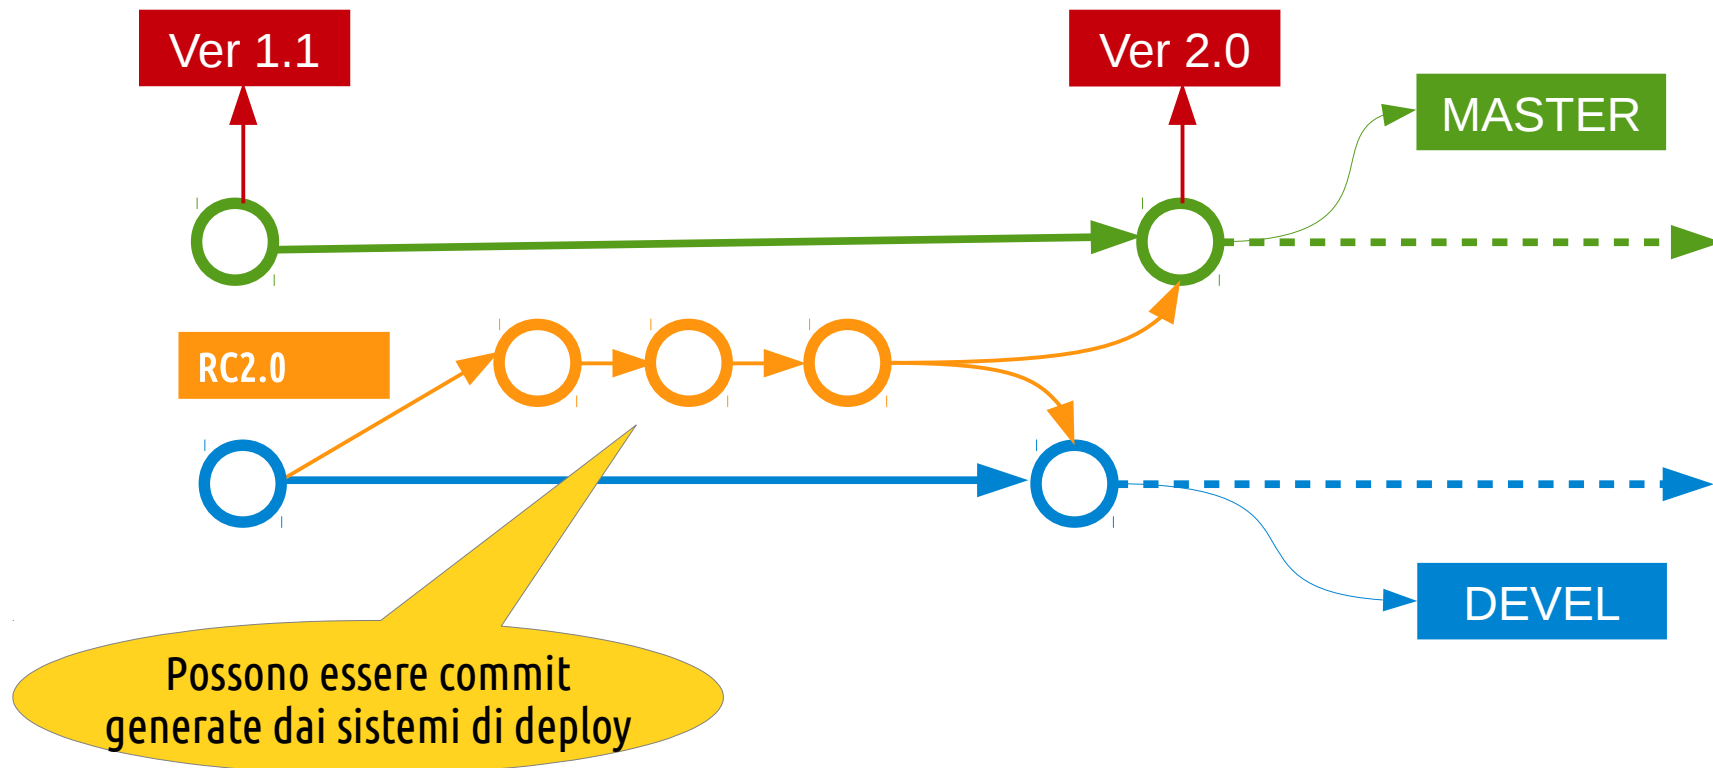 Ver 1.1
Ver 2.0
MASTER
RC2.0
DEVEL
Possono essere commit
generate dai sistemi di deploy